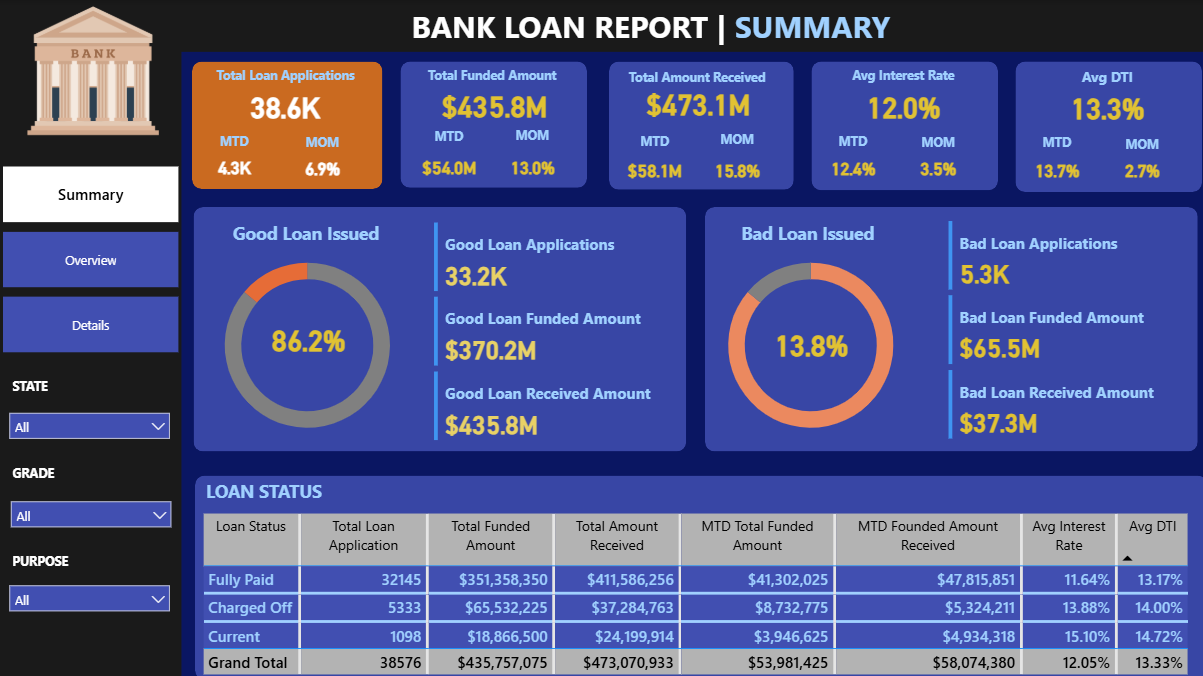 BANK
BANK LOAN REPORT | SUMMARY
Total Loan Applications
38.6K
MTD MOM
4.3K 6.9%
Total Funded Amount
$435.8M
MTD MOM
$54.0M 13.0%
Total Amount Received
$473.1M
MTD MOM
$58.1M 15.8%
Avg Interest Rate
12.0%
MTD MOM
12.4% 3.5%
Avg DTI
13.3%
MTD MOM
13.7% 2.7%
Summary
Overview
Details
STATE
All
GRADE
All
PURPOSE
All
Good Loan Issued
86.2%
Good Loan Applications
33.2K
Good Loan Funded Amount
$370.2M
Good Loan Received Amount
$435.8M
Bad Loan Issued
13.8%
Bad Loan Applications
5.3K
Bad Loan Funded Amount
$65.5M
Bad Loan Received Amount
$37.3M
LOAN STATUS
Loan Status Total Loan Application Total Funded Amount Total Amount Received MTD Total Funded Amount MTD Founded Amount Received Avg Interest Rate Avg DTI
Fully Paid 32145 $351,358,350 $411,586,256 $41,302,025 $47,815,851 11.64% 13.17%
Charged Off 5333 $65,532,225 $37,284,763 $8,732,775 $5,324,211 13.88% 14.00%
Current 1098 $18,866,500 $24,199,914 $3,946,625 $4,934,318 15.10% 14.72%
Grand Total 38576 $435,757,075 $473,070,933 $53,981,425 $58,074,380 12.05% 13.33%